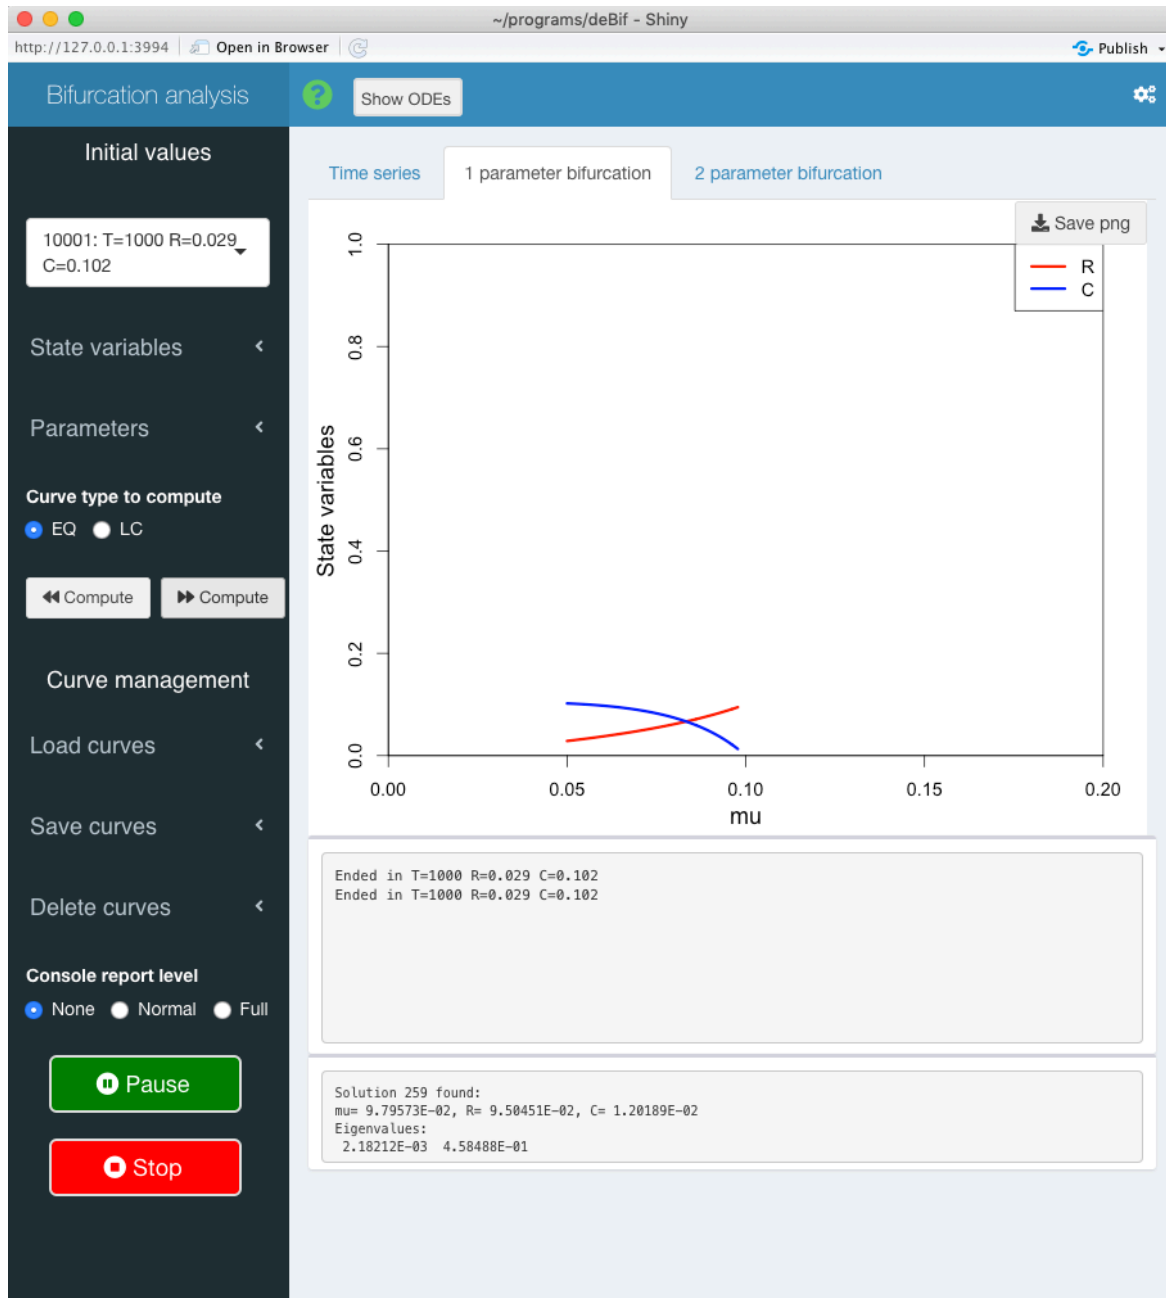 ~/programs/deBif - Shiny
http://127.0.0.1:3994 Open in Browser Publish
Bifurcation analysis
? Show ODEs
Initial values
10001: T=1000 R=0.029
C=0.102
State variables
Parameters
Curve type to compute
EQ LC
Compute Compute
Curve management
Load curves
Save curves
Delete curves
Console report level
None Normal Full
Pause
Stop
Time series 1 parameter bifurcation 2 parameter bifurcation
Save png
R
C
State variables
1.0
0.8
0.6
0.4
0.2
0.0
0.00 0.05 0.10 0.15 0.20
mu
Ended in T=1000 R=0.029 C=0.102
Ended in T=1000 R=0.029 C=0.102
Solution 259 found:
mu= 9.79573E-02, R= 9.50451E-02, C= 1.20189E-02
Eigenvalues:
2.18212E-03 4.58488E-01